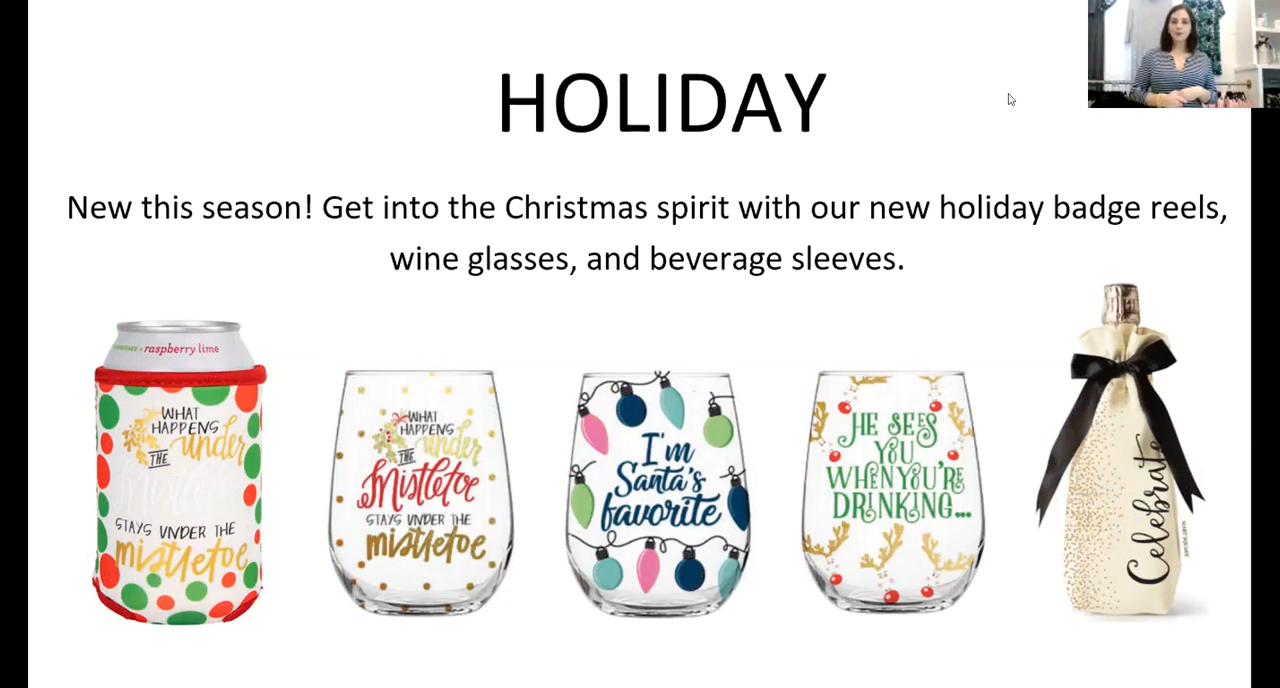 HOLIDAY
New this season! Get into the Christmas spirit with our new holiday badge reels,
wine glasses, and beverage sleeves.
raspberry lime
WHAT
HAPPENS
under
THE
Mistletoe
STAYS UNDER THE
mistletoe
WHAT
HAPPENS
under
THE
Mistletoe
STAYS UNDER THE
mistletoe
I'm
Santa's
favorite
HE SEES
YOU
WHEN YOU'RE
DRINKING...
Celebrate